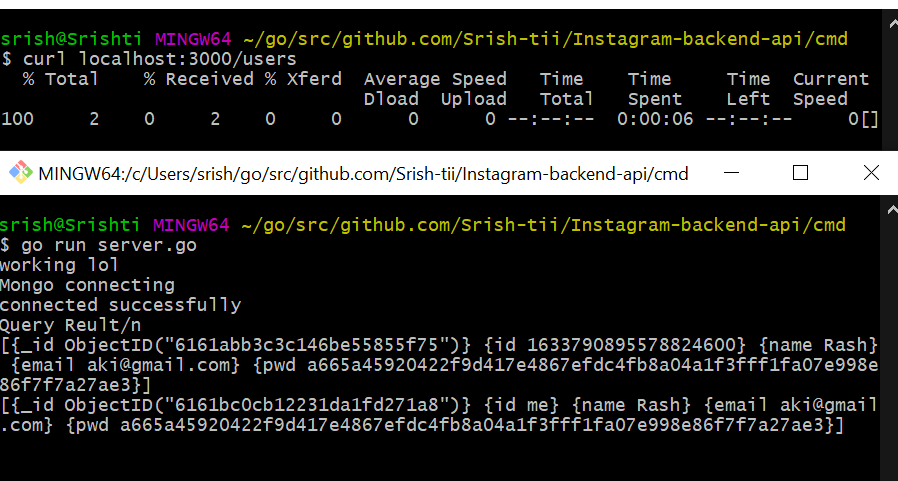 srish@Srishti MINGW64 ~/go/src/github.com/Srish-tii/Instagram-backend-api/cmd
$ curl localhost:3000/users
  % Total    % Received % Xferd  Average Speed   Time    Time     Time  Current
                                 Dload  Upload   Total   Spent    Left  Speed
100     2    0     2    0     0      0      0 --:--:--  0:00:06 --:--:--     0[]
MINGW64:/c/Users/srish/go/src/github.com/Srish-tii/Instagram-backend-api/cmd
srish@Srishti MINGW64 ~/go/src/github.com/Srish-tii/Instagram-backend-api/cmd
$ go run server.go
working lol
Mongo connecting
connected successfully
Query Reult/n
[{_id ObjectID("6161abb3c3c146be55855f75")} {id 1633790895578824600} {name Rash}
 {email aki@gmail.com} {pwd a665a45920422f9d417e4867efdc4fb8a04a1f3fff1fa07e998e
86f7f7a27ae3}]
[{_id ObjectID("6161bc0cb12231da1fd271a8")} {id me} {name Rash} {email aki@gmail
.com} {pwd a665a45920422f9d417e4867efdc4fb8a04a1f3fff1fa07e998e86f7f7a27ae3}]